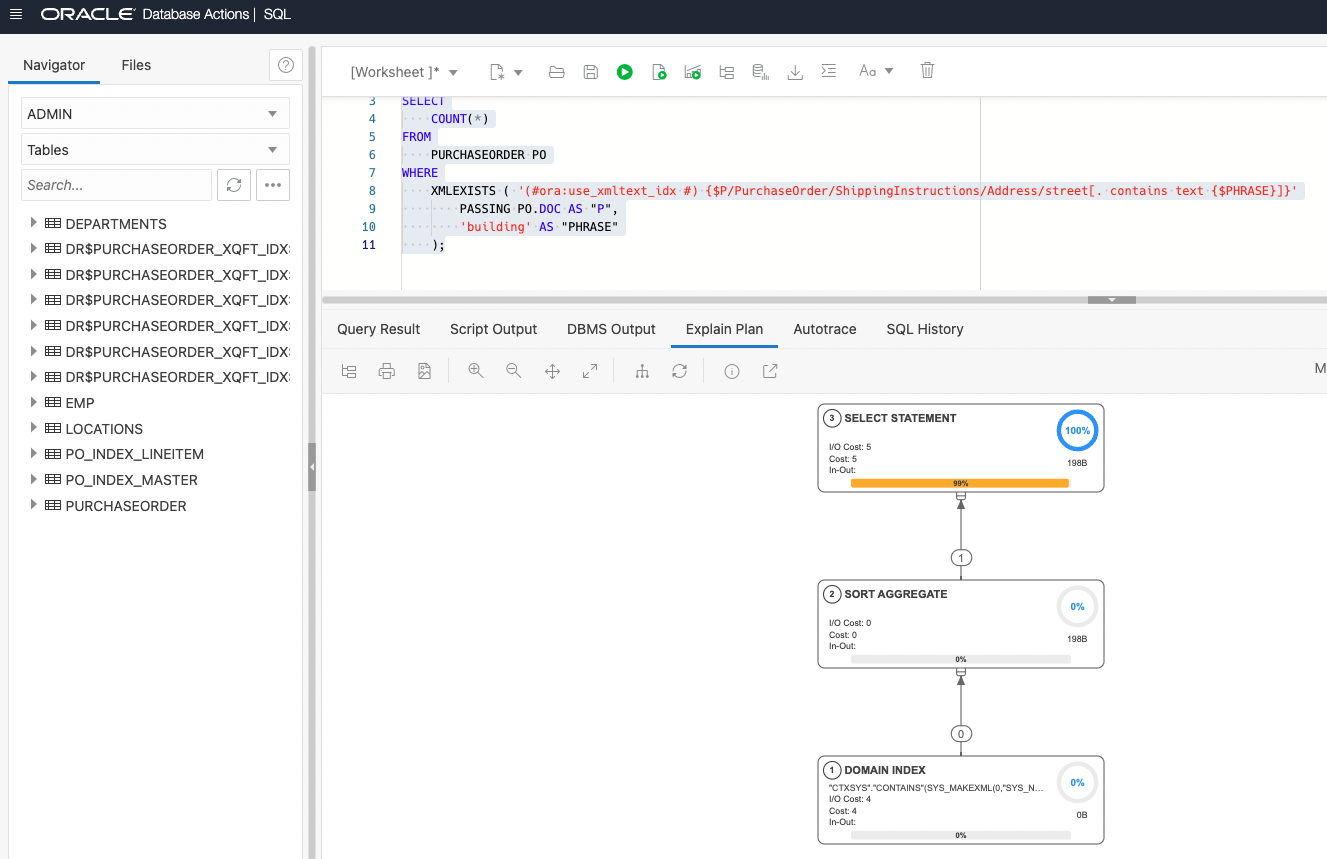 ORACLE Database Actions | SQL
Navigator
Files
ADMIN
Tables
Search...
DEPARTMENTS
DR$PURCHASEORDER_XQFT_IDX
DR$PURCHASEORDER_XQFT_IDX
DR$PURCHASEORDER_XQFT_IDX
DR$PURCHASEORDER_XQFT_IDX
DR$PURCHASEORDER_XQFT_IDX
DR$PURCHASEORDER_XQFT_IDX
EMP
LOCATIONS
PO_INDEX_LINEITEM
PO_INDEX_MASTER
PURCHASEORDER
[Worksheet ]*
Aa
3 SELECT
4 COUNT(*)
5 FROM
6 PURCHASEORDER PO
7 WHERE
8 XMLEXISTS ( '(#ora:use_xmltext_idx #) {$P/PurchaseOrder/ShippingInstructions/Address/street[. contains text {$PHRASE}]}'
9 PASSING PO.DOC AS "P",
10 'building' AS "PHRASE"
11 );
Query Result
Script Output
DBMS Output
Explain Plan
Autotrace
SQL History
M
3 SELECT STATEMENT
100%
I/O Cost: 5
Cost: 5
198B
In-Out:
99%
1
2 SORT AGGREGATE
0%
I/O Cost: 0
Cost: 0
198B
In-Out:
0%
0
1 DOMAIN INDEX
0%
"CTXSYS"."CONTAINS"(SYS_MAKEXML(0,"SYS_N...
I/O Cost: 4
Cost: 4
0B
In-Out:
0%